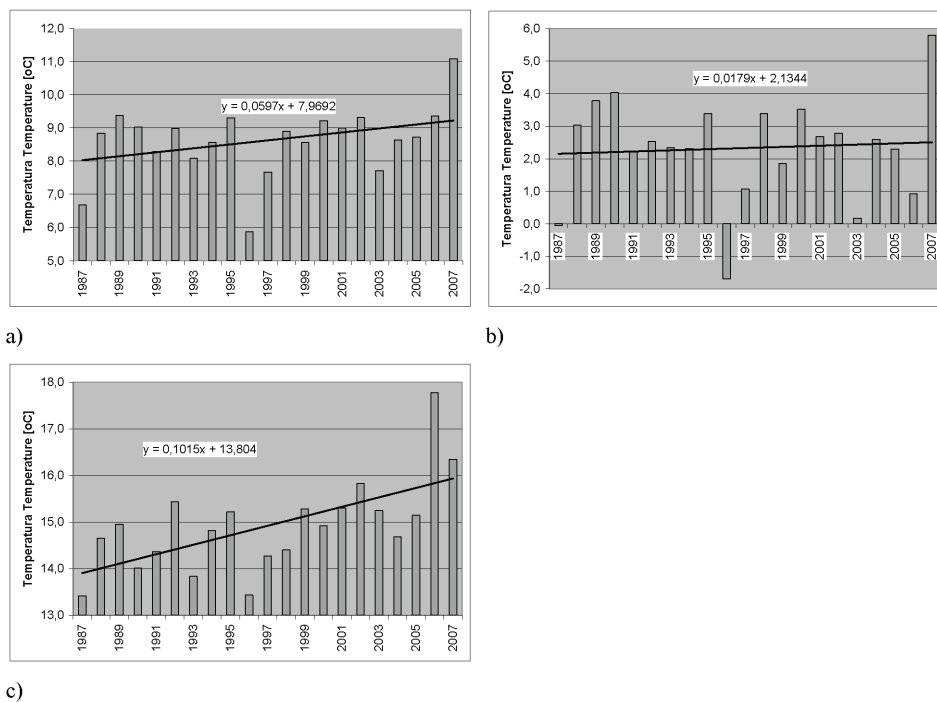 12,0
11,0
10,0
9,0
8,0
7,0
6,0
5,0
Temperatura Temperature [oC]
y = 0,0597x + 7,9692
1987 1989 1991 1993 1995 1997 1999 2001 2003 2005 2007
a)
6,0
5,0
4,0
3,0
2,0
1,0
0,0
-1,0
-2,0
Temperatura Temperature [oC]
y = 0,0179x + 2,1344
1987 1989 1991 1993 1995 1997 1999 2001 2003 2005 2007
b)
18,0
17,0
16,0
15,0
14,0
13,0
Temperatura Temperature [oC]
y = 0,1015x + 13,804
1987 1989 1991 1993 1995 1997 1999 2001 2003 2005 2007
c)